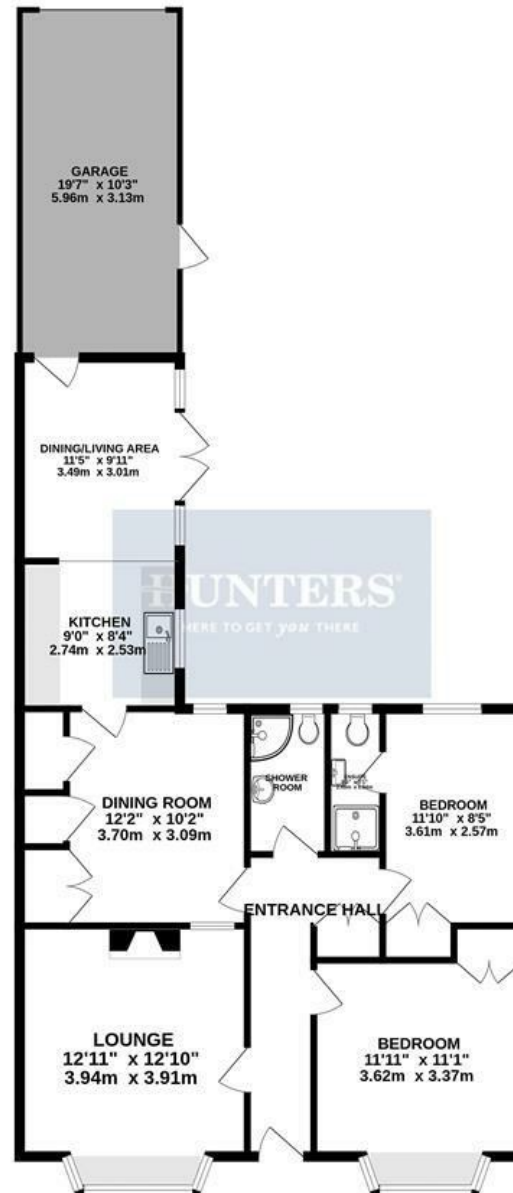 GARAGE
19'7" x 10'3"
5.96m x 3.13m
DINING/LIVING AREA
11'5" x 9'11"
3.49m x 3.01m
HUNTERS
HERE TO GET you THERE
KITCHEN
9'0" x 8'4"
2.74m x 2.53m
SHOWER
ROOM
DINING ROOM
12'2" x 10'2"
3.70m x 3.09m
BEDROOM
11'10" x 8'5"
3.61m x 2.57m
ENTRANCE HALL
LOUNGE
12'11" x 12'10"
3.94m x 3.91m
BEDROOM
11'11" x 11'1"
3.62m x 3.37m